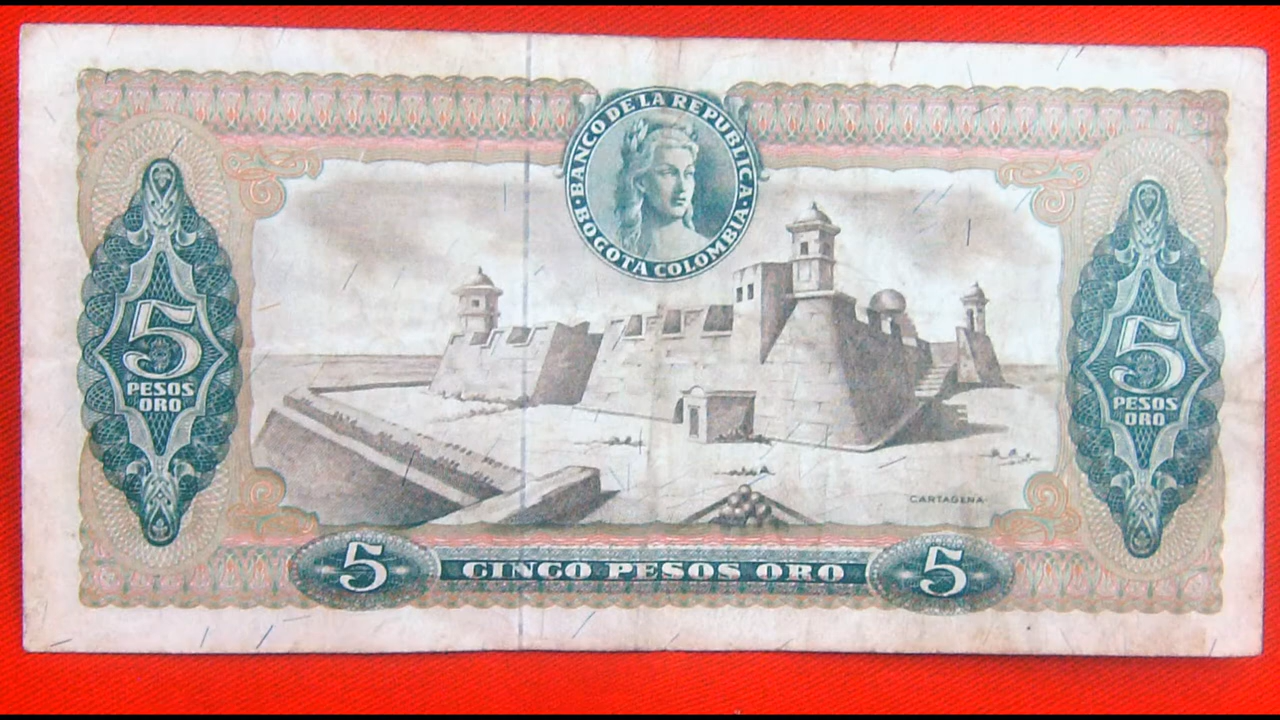 ·BANCO DE LA REPUBLICA·
BOGOTA COLOMBIA
5
PESOS
ORO
5
PESOS
ORO
CARTAGENA
5 CINCO PESOS ORO 5